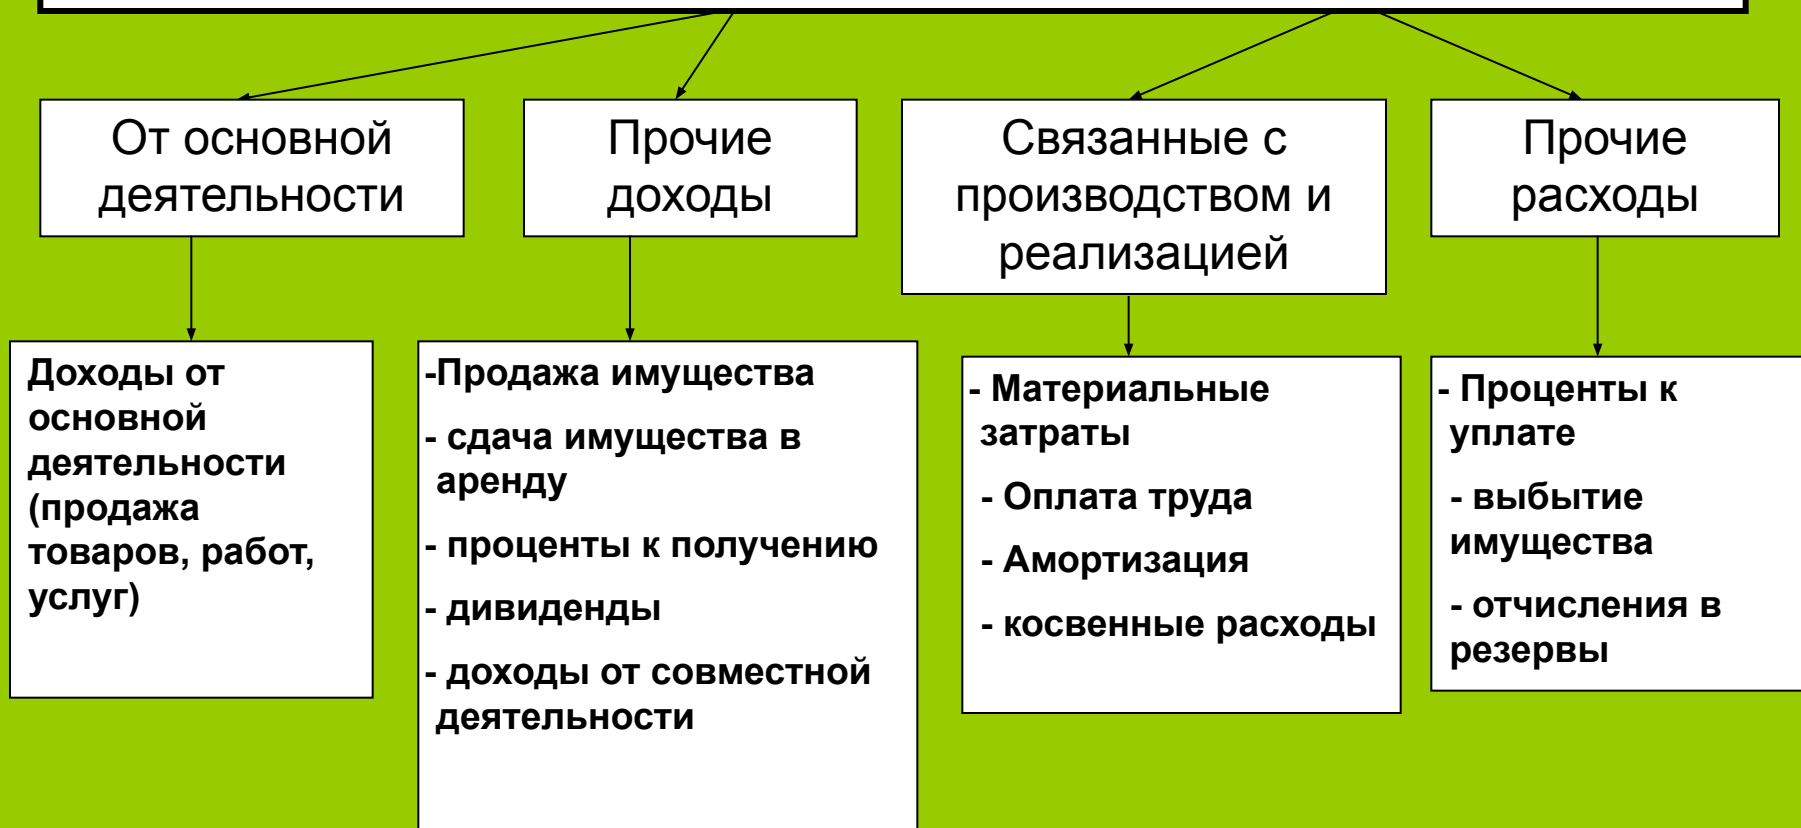 От основной
деятельности
Прочие
доходы
Связанные с
производством и
реализацией
Прочие
расходы
Доходы от
основной
деятельности
(продажа
товаров, работ,
услуг)
-Продажа имущества
- сдача имущества в
аренду
- проценты к получению
- дивиденды
- доходы от совместной
деятельности
- Материальные
затраты
- Оплата труда
- Амортизация
- косвенные расходы
- Проценты к
уплате
- выбытие
имущества
- отчисления в
резервы